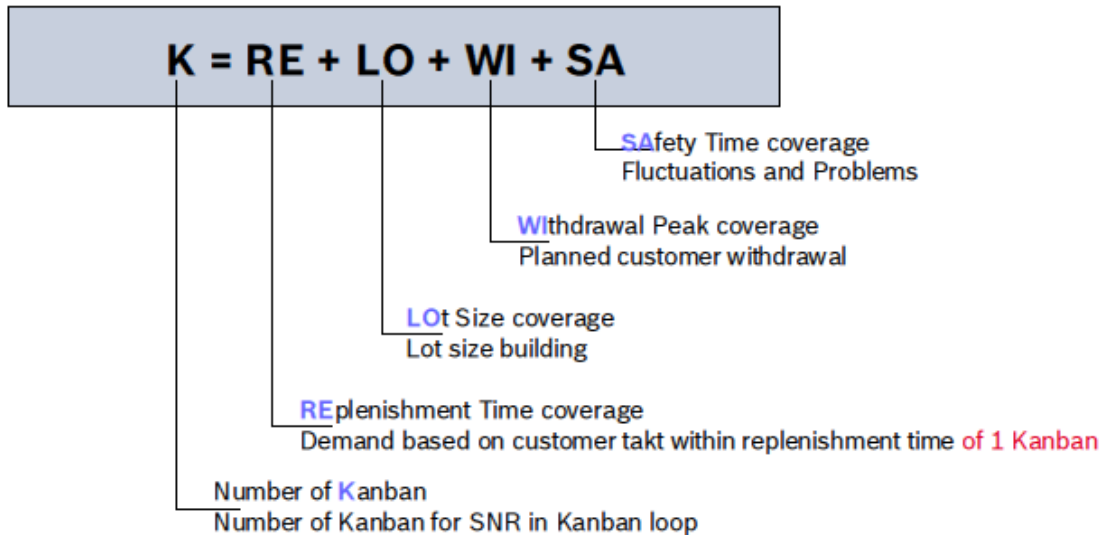 K = RE + LO + WI + SA
SAfety Time coverage
Fluctuations and Problems
WIthdrawal Peak coverage
Planned customer withdrawal
LOt Size coverage
Lot size building
REplenishment Time coverage
Demand based on customer takt within replenishment time of 1 Kanban
Number of Kanban
Number of Kanban for SNR in Kanban loop